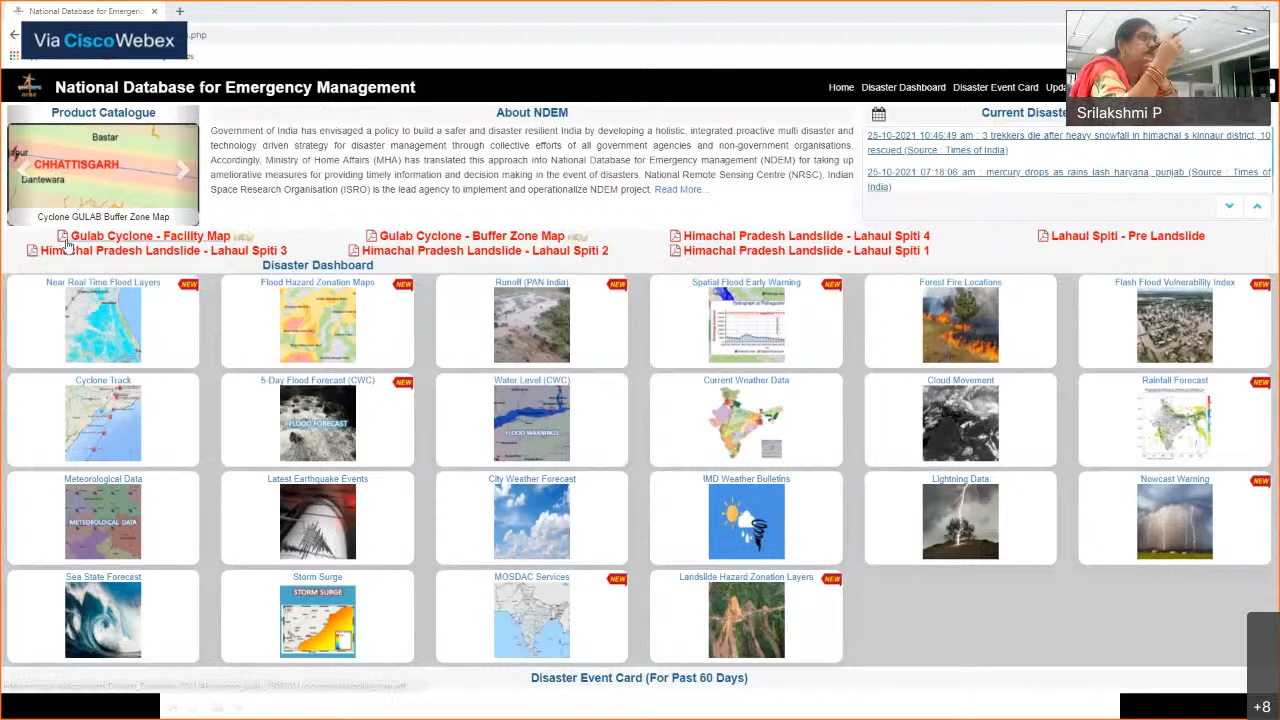 National Database for Emergen
Via CiscoWebex
.php
National Database for Emergency Management
Home Disaster Dashboard Disaster Event Card Upda
Srilakshmi P
Product Catalogue
Bastar
CHHATTISGARH
Dantewara
Cyclone GULAB Buffer Zone Map
About NDEM
Government of India has envisaged a policy to build a safer and disaster resilient India by developing a holistic, integrated proactive multi disaster and
technology driven strategy for disaster management through collective efforts of all government agencies and non-government organisations.
Accordingly, Ministry of Home Affairs (MHA) has translated this approach into National Database for Emergency management (NDEM) for taking up
ameliorative measures for providing timely information and decision making in the event of disasters. National Remote Sensing Centre (NRSC), Indian
Space Research Organisation (ISRO) is the lead agency to implement and operationalize NDEM project. Read More...
Current Disaste
25-10-2021 10:46:49 am : 3 trekkers die after heavy snowfall in himachal s kinnaur district, 10
rescued (Source : Times of India)
25-10-2021 07:18:06 am : mercury drops as rains lash haryana, punjab (Source : Times of
India)
Gulab Cyclone - Facility Map Gulab Cyclone - Buffer Zone Map Himachal Pradesh Landslide - Lahaul Spiti 4 Lahaul Spiti - Pre Landslide
Himachal Pradesh Landslide - Lahaul Spiti 3 Himachal Pradesh Landslide - Lahaul Spiti 2 Himachal Pradesh Landslide - Lahaul Spiti 1
Disaster Dashboard
Near Real Time Flood Layers NEW Flood Hazard Zonation Maps NEW Runoff (PAN India) NEW Spatial Flood Early Warning NEW Forest Fire Locations Flash Flood Vulnerability Index NEW
Cyclone Track 5-Day Flood Forecast (CWC) NEW Water Level (CWC) Current Weather Data Cloud Movement Rainfall Forecast NEW
FLOOD FORECAST
FLOOD WARNINGS
Meteorological Data Latest Earthquake Events City Weather Forecast IMD Weather Bulletins Lightning Data Nowcast Warning NEW
METEOROLOGICAL DATA
Sea State Forecast Storm Surge MOSDAC Services NEW Landslide Hazard Zonation Layers NEW
STORM SURGE
Disaster Event Card (For Past 60 Days)
+8